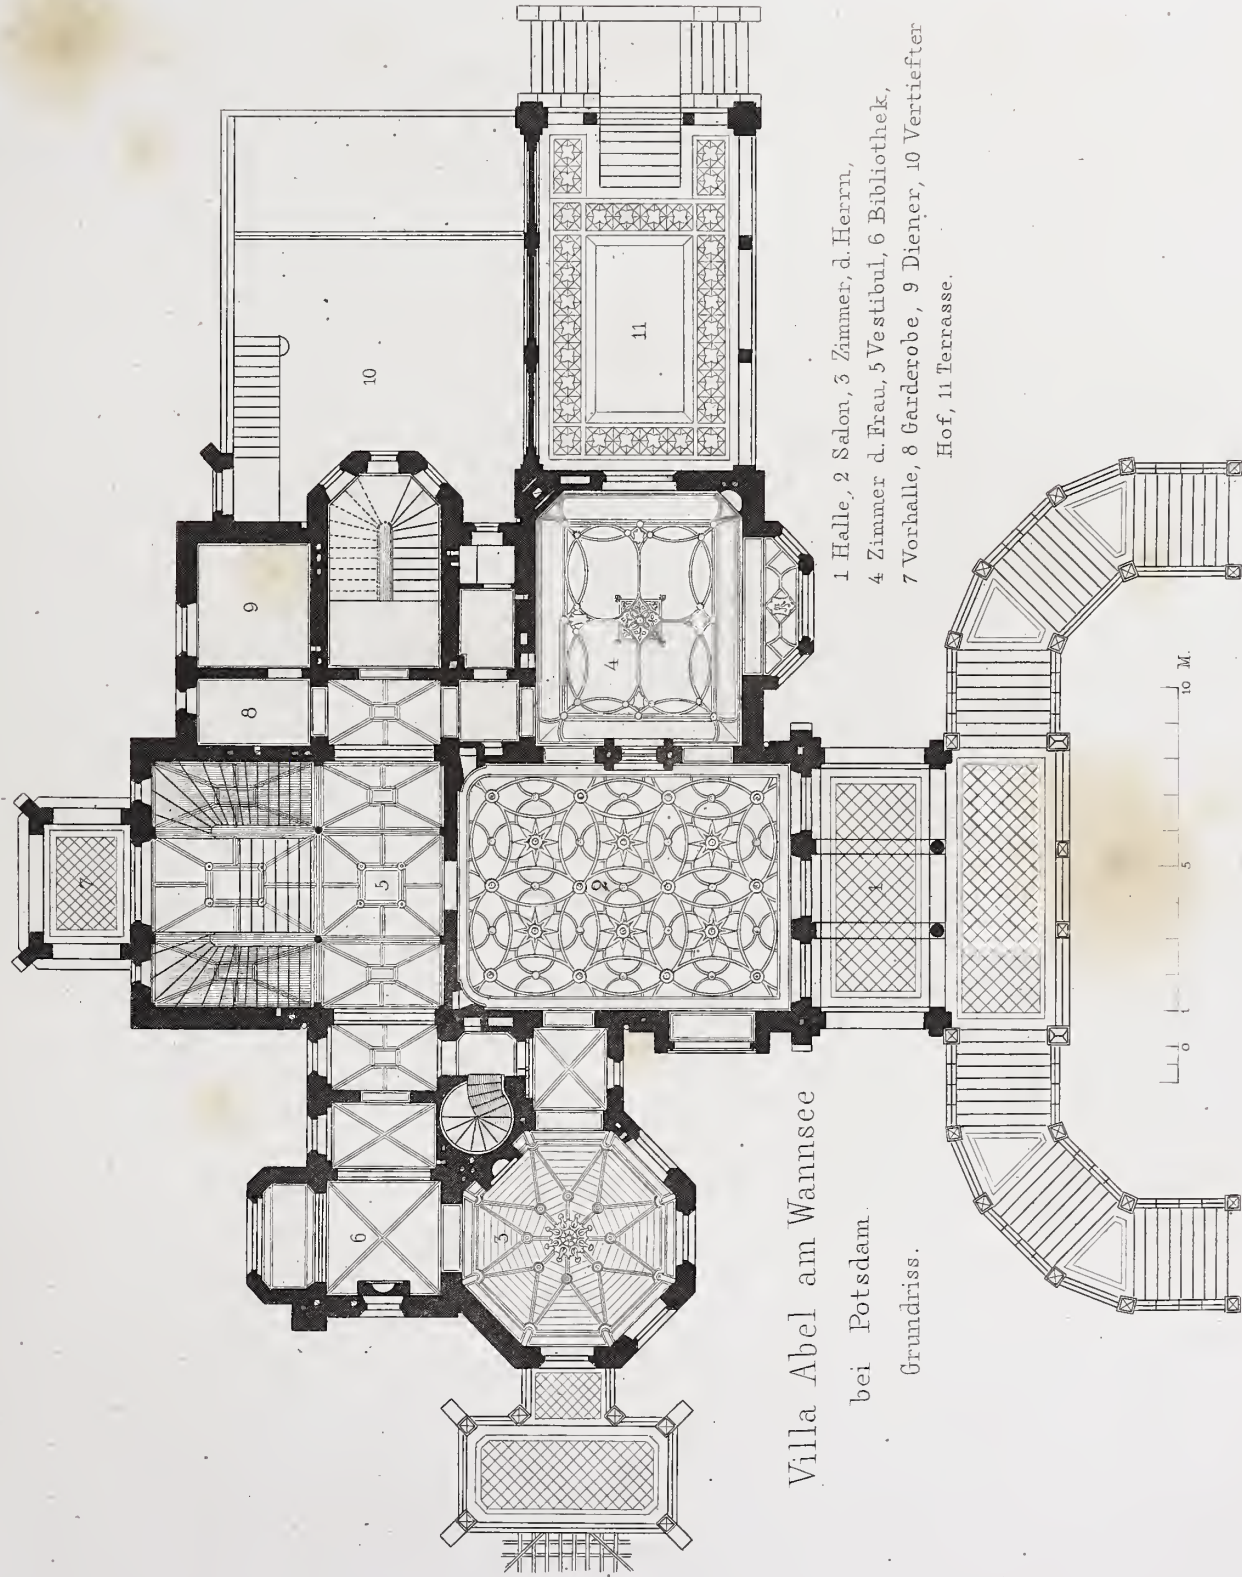 1 Halle, 2 Salon, 3 Zimmer, d. Herrn,
4 Zimmer d. Frau, 5 Vestibul, 6 Bibliothek,
7 Vorhalle, 8 Garderobe, 9 Diener, 10 Vertiefter
Hof, 11 Terrasse.
Villa Abel am Wannsee
bei Potsdam
Grundriss.
7
8
9
10
5
6
3
2
4
11
1
0 1 5 10 M.